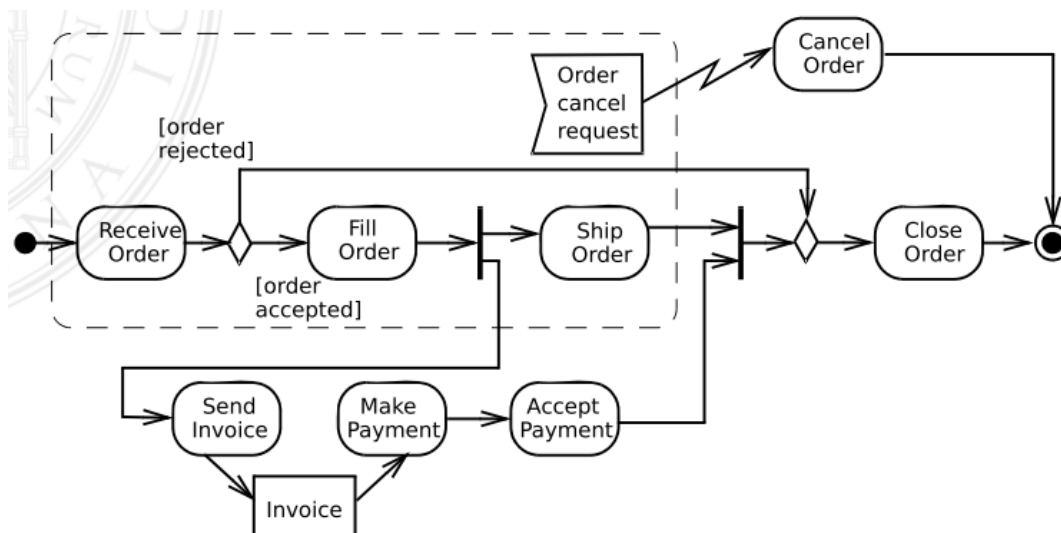 Cancel
Order
Order
cancel
request
[order
rejected]
Receive
Order
Fill
Order
Ship
Order
Close
Order
[order
accepted]
Send
Invoice
Make
Payment
Accept
Payment
Invoice